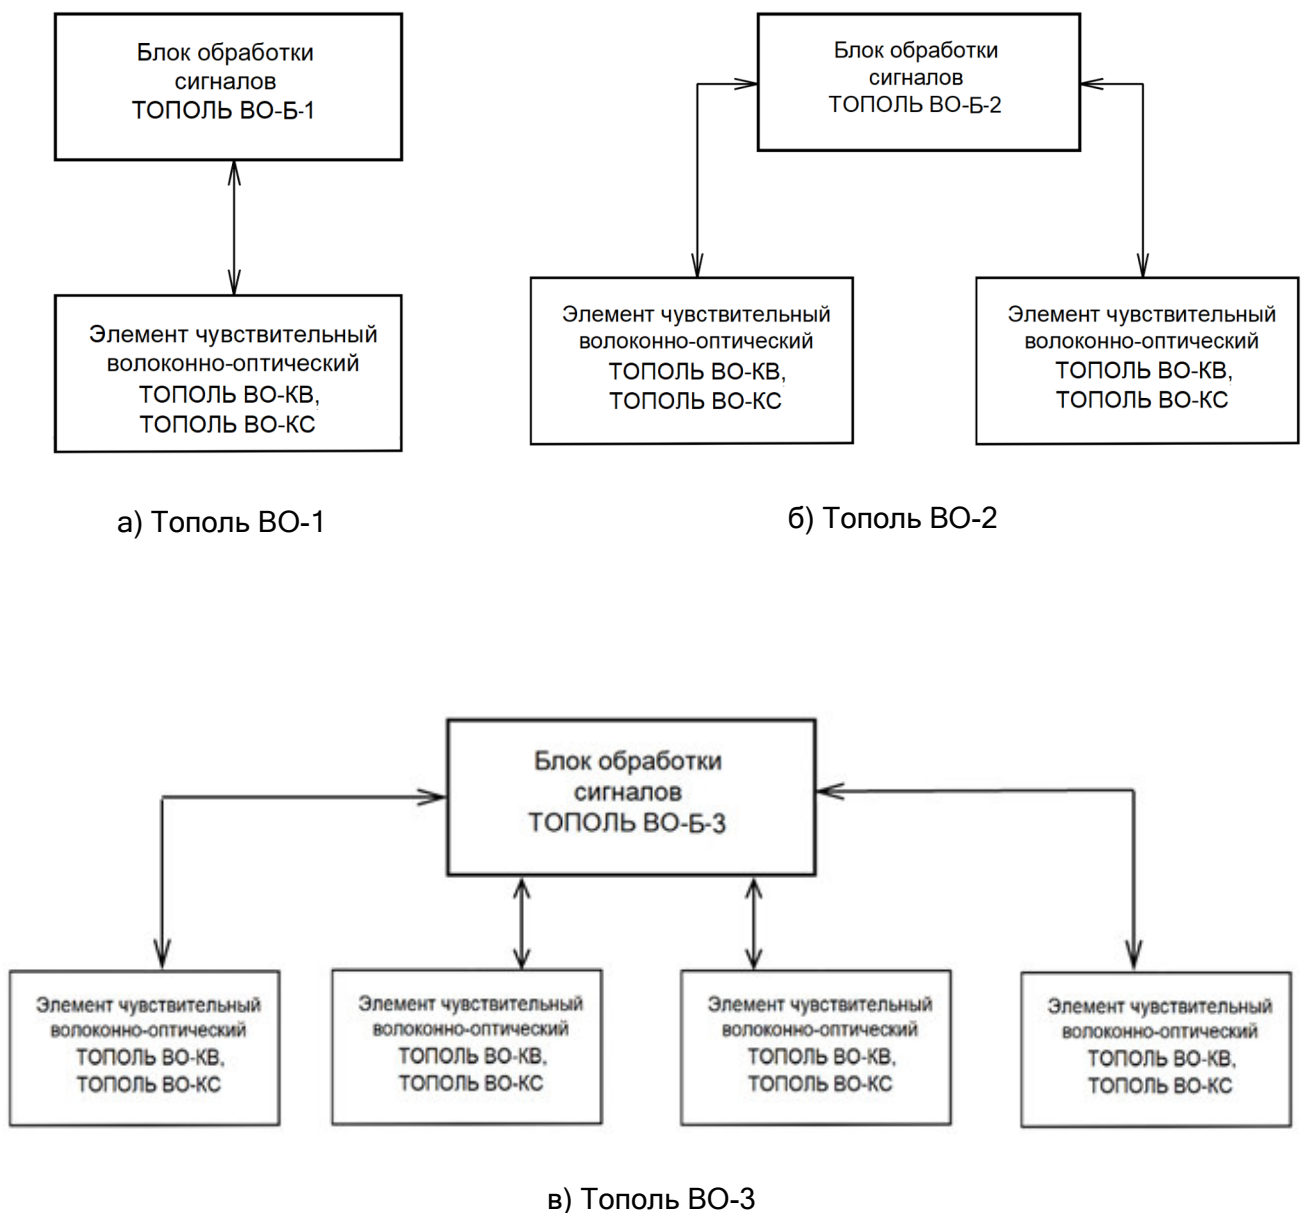 Блок обработки
сигналов
ТОПОЛЬ ВО-Б-1
Элемент чувствительный
волоконно-оптический
ТОПОЛЬ ВО-КВ,
ТОПОЛЬ ВО-КС
а) Тополь ВО-1
Блок обработки
сигналов
ТОПОЛЬ ВО-Б-2
Элемент чувствительный
волоконно-оптический
ТОПОЛЬ ВО-КВ,
ТОПОЛЬ ВО-КС
Элемент чувствительный
волоконно-оптический
ТОПОЛЬ ВО-КВ,
ТОПОЛЬ ВО-КС
б) Тополь ВО-2
Блок обработки
сигналов
ТОПОЛЬ ВО-Б-3
Элемент чувствительный
волоконно-оптический
ТОПОЛЬ ВО-КВ,
ТОПОЛЬ ВО-КС
Элемент чувствительный
волоконно-оптический
ТОПОЛЬ ВО-КВ,
ТОПОЛЬ ВО-КС
Элемент чувствительный
волоконно-оптический
ТОПОЛЬ ВО-КВ,
ТОПОЛЬ ВО-КС
Элемент чувствительный
волоконно-оптический
ТОПОЛЬ ВО-КВ,
ТОПОЛЬ ВО-КС
в) Тополь ВО-3